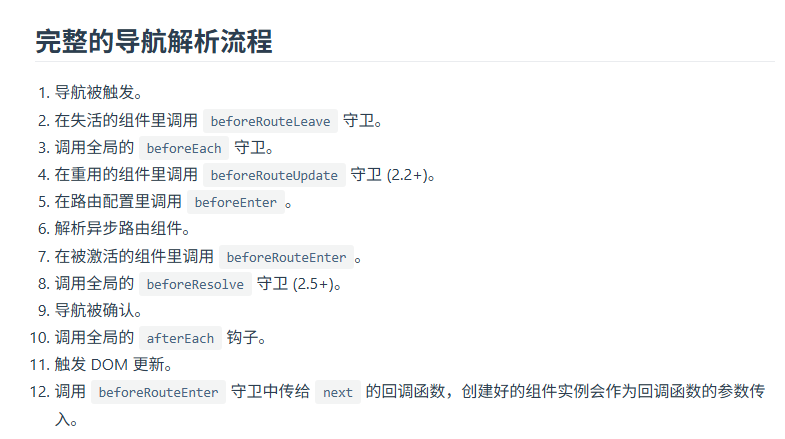 完整的导航解析流程
1. 导航被触发。
2. 在失活的组件里调用 beforeRouteLeave 守卫。
3. 调用全局的 beforeEach 守卫。
4. 在重用的组件里调用 beforeRouteUpdate 守卫 (2.2+)。
5. 在路由配置里调用 beforeEnter。
6. 解析异步路由组件。
7. 在被激活的组件里调用 beforeRouteEnter。
8. 调用全局的 beforeResolve 守卫 (2.5+)。
9. 导航被确认。
10. 调用全局的 afterEach 钩子。
11. 触发 DOM 更新。
12. 调用 beforeRouteEnter 守卫中传给 next 的回调函数，创建好的组件实例会作为回调函数的参数传
入。